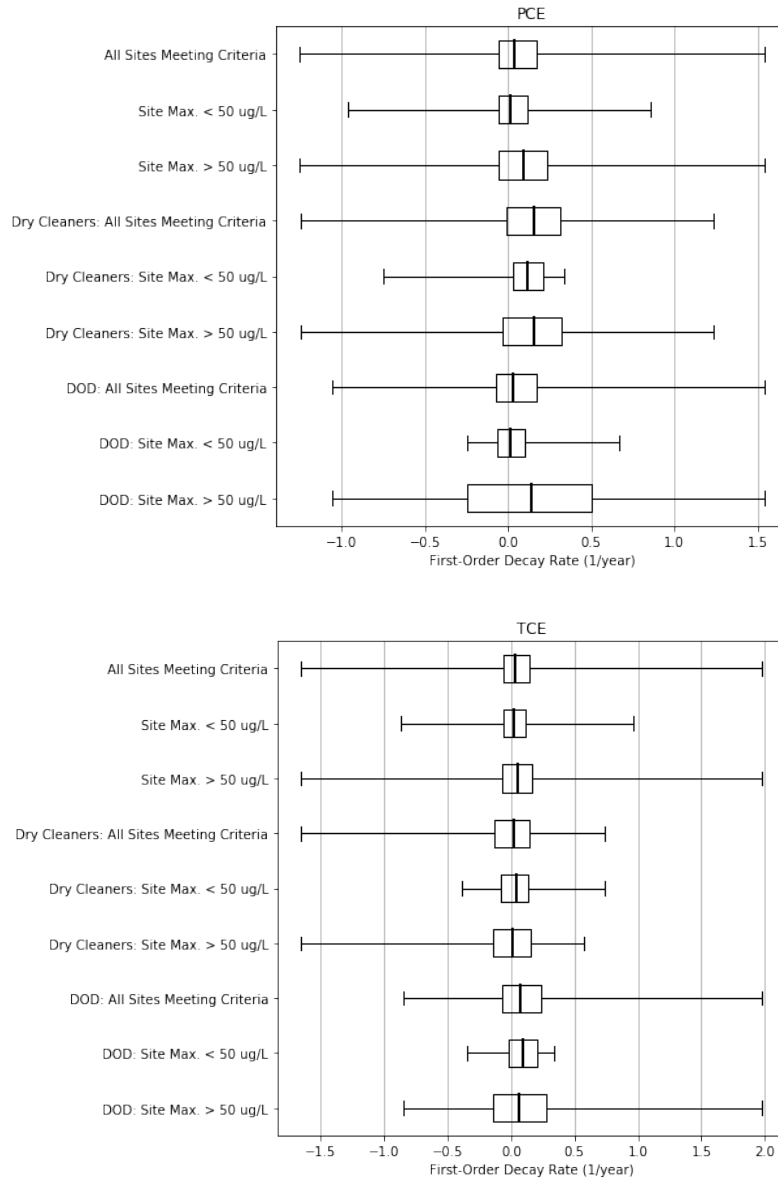 PCE
All Sites Meeting Criteria
Site Max. < 50 ug/L
Site Max. > 50 ug/L
Dry Cleaners: All Sites Meeting Criteria
Dry Cleaners: Site Max. < 50 ug/L
Dry Cleaners: Site Max. > 50 ug/L
DOD: All Sites Meeting Criteria
DOD: Site Max. < 50 ug/L
DOD: Site Max. > 50 ug/L
−1.0 −0.5 0.0 0.5 1.0 1.5
First-Order Decay Rate (1/year)
TCE
All Sites Meeting Criteria
Site Max. < 50 ug/L
Site Max. > 50 ug/L
Dry Cleaners: All Sites Meeting Criteria
Dry Cleaners: Site Max. < 50 ug/L
Dry Cleaners: Site Max. > 50 ug/L
DOD: All Sites Meeting Criteria
DOD: Site Max. < 50 ug/L
DOD: Site Max. > 50 ug/L
−1.5 −1.0 −0.5 0.0 0.5 1.0 1.5 2.0
First-Order Decay Rate (1/year)